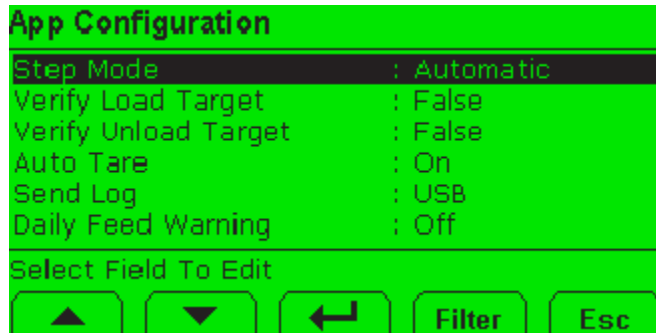 App Configuration
Step Mode : Automatic
Verify Load Target : False
Verify Unload Target : False
Auto Tare : On
Send Log : USB
Daily Feed Warning : Off
Select Field To Edit
Filter Esc